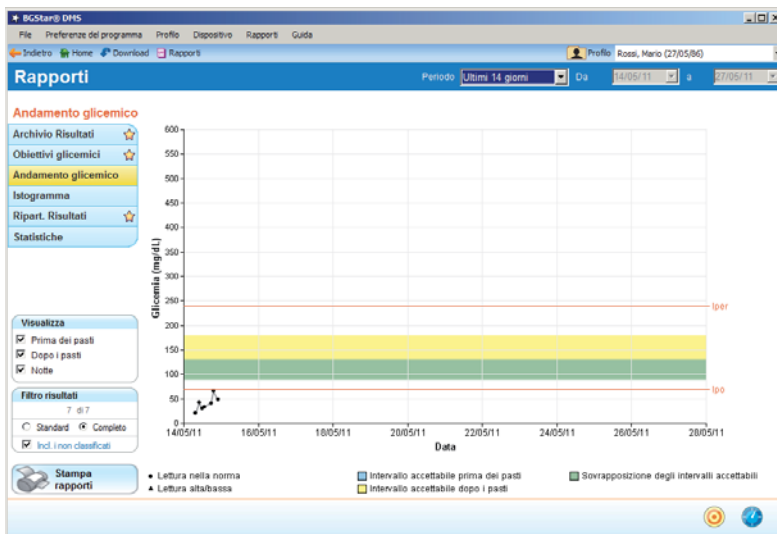 BGStar® DMS
File Preferenze del programma Profilo Dispositivo Rapporti Guida
Indietro Home Download Rapporti Profilo Rossi, Mario (27/05/86)
Rapporti Periodo Ultimi 14 giorni Da 14/05/11 a 27/05/11
Andamento glicemico
Archivio Risultati
Obiettivi glicemici
Andamento glicemico
Istogramma
Ripart. Risultati
Statistiche
Visualizza
Prima dei pasti
Dopo i pasti
Notte
Filtro risultati
7 di 7
Standard Completo
Incl. i non classificati
Stampa
rapporti
Glicemia (mg/dL)
600
550
500
450
400
350
300
250
200
150
100
50
0
Iper
Ipo
14/05/11 16/05/11 18/05/11 20/05/11 22/05/11 24/05/11 26/05/11 28/05/11
Data
Lettura nella norma Intervallo accettabile prima dei pasti Sovrapposizione degli intervalli accettabili
Lettura alta/bassa Intervallo accettabile dopo i pasti